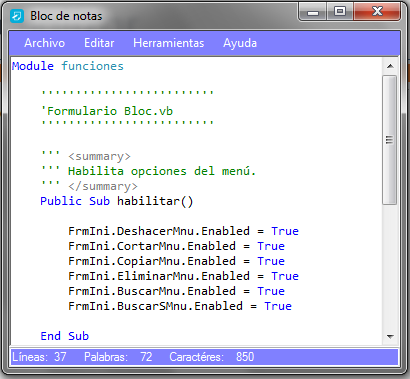 Bloc de notas
Archivo Editar Herramientas Ayuda
Module funciones
'''''''''''''''''''''''''
'Formulario Bloc.vb
'''''''''''''''''''''''''
''' <summary>
''' Habilita opciones del menú.
''' </summary>
Public Sub habilitar()
FrmIni.DeshacerMnu.Enabled = True
FrmIni.CortarMnu.Enabled = True
FrmIni.CopiarMnu.Enabled = True
FrmIni.EliminarMnu.Enabled = True
FrmIni.BuscarMnu.Enabled = True
FrmIni.BuscarSMnu.Enabled = True
End Sub
Líneas: 37 Palabras: 72 Caractéres: 850